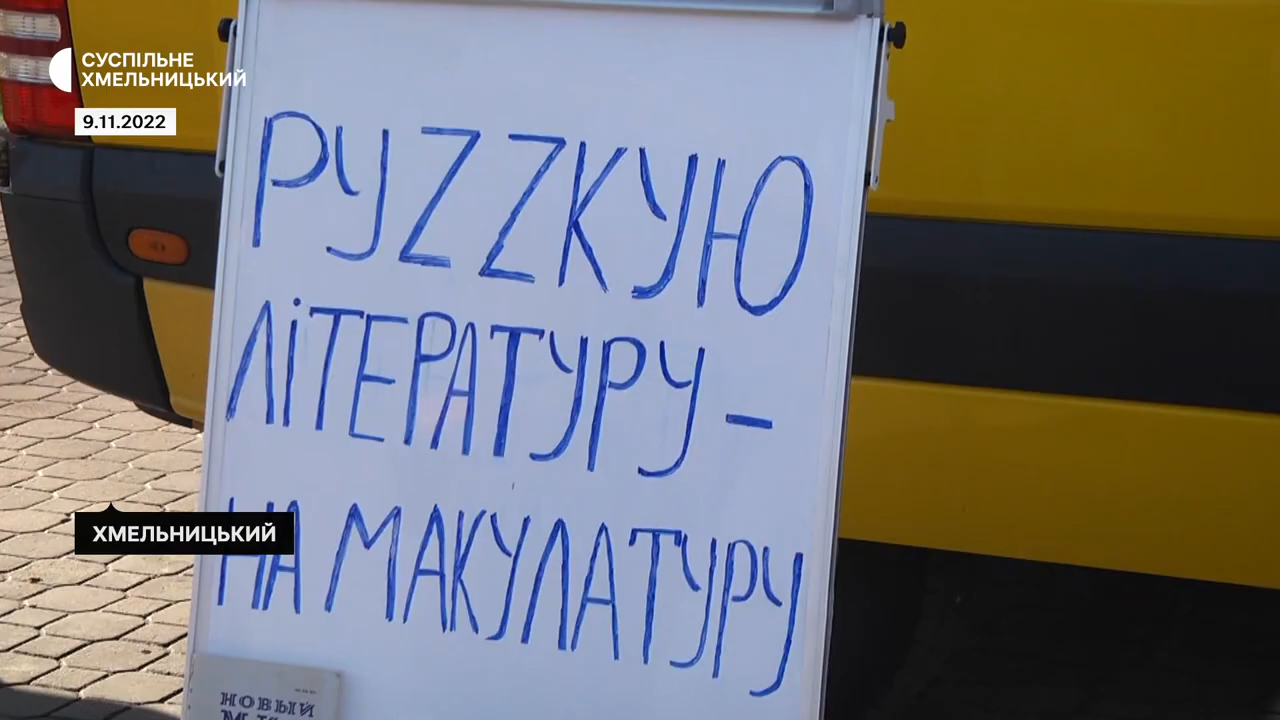 СУСПІЛЬНЕ
ХМЕЛЬНИЦЬКИЙ
9.11.2022
РУZZКУЮ
ЛІТЕРАТУРУ -
НА МАКУЛАТУРУ
ХМЕЛЬНИЦЬКИЙ
НОВЫЙ